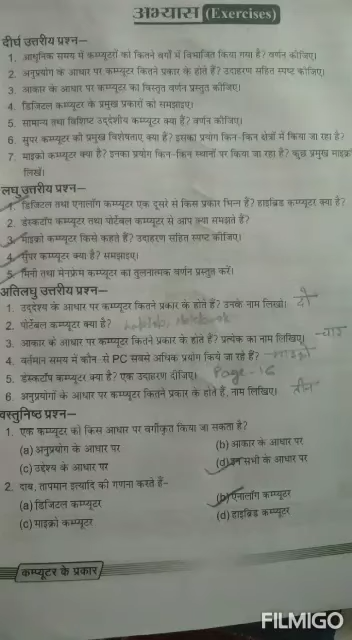 अभ्यास (Exercises)
दीर्घ उत्तरीय प्रश्न—
1. आधुनिक समय में कम्प्यूटरों को कितने वर्गों में विभाजित किया गया है? वर्णन कीजिए।
2. अनुप्रयोग के आधार पर कम्प्यूटर कितने प्रकार के होते हैं? उदाहरण सहित स्पष्ट कीजिए।
3. आकार के आधार पर कम्प्यूटर का विस्तृत वर्णन प्रस्तुत कीजिए।
4. डिजिटल कम्प्यूटर के प्रमुख प्रकारों को समझाइए।
5. सामान्य तथा विशिष्ट उद्देश्यीय कम्प्यूटर क्या हैं? वर्णन कीजिए।
6. सुपर कम्प्यूटर की प्रमुख विशेषताएं क्या हैं? इसका प्रयोग किन-किन क्षेत्रों में किया जा रहा है?
7. माइक्रो कम्प्यूटर क्या है? इनका प्रयोग किन-किन स्थानों पर किया जा रहा है? कुछ प्रमुख माइक्रो
लिखें।
लघु उत्तरीय प्रश्न—
1. डिजिटल तथा एनालॉग कम्प्यूटर एक दूसरे से किस प्रकार भिन्न हैं? हाइब्रिड कम्प्यूटर क्या है?
2. डेस्कटॉप कम्प्यूटर तथा पोर्टेबल कम्प्यूटर से आप क्या समझते हैं?
3. माइक्रो कम्प्यूटर किसे कहते हैं? उदाहरण सहित स्पष्ट कीजिए।
4. सुपर कम्प्यूटर क्या है? समझाइए।
5. मिनी तथा मेनफ्रेम कम्प्यूटर का तुलनात्मक वर्णन प्रस्तुत करें।
अतिलघु उत्तरीय प्रश्न—
1. उद्देश्य के आधार पर कम्प्यूटर कितने प्रकार के होते हैं? उनके नाम लिखो। दो
2. पोर्टेबल कम्प्यूटर क्या है?
3. आकार के आधार पर कम्प्यूटर कितने प्रकार के होते हैं? प्रत्येक का नाम लिखिए। —चार
4. वर्तमान समय में कौन-से PC सबसे अधिक प्रयोग किये जा रहे हैं? माइक्रो
5. डेस्कटॉप कम्प्यूटर क्या है? एक उदाहरण दीजिए। Page-16
6. अनुप्रयोगों के आधार पर कम्प्यूटर कितने प्रकार के होते हैं, नाम लिखिए। तीन
वस्तुनिष्ठ प्रश्न—
1. एक कम्प्यूटर को किस आधार पर वर्गीकृत किया जा सकता है?
(a) अनुप्रयोग के आधार पर (b) आकार के आधार पर
(c) उद्देश्य के आधार पर (d) इन सभी के आधार पर
2. दाब, तापमान इत्यादि की गणना करते हैं-
(a) डिजिटल कम्प्यूटर (b) एनालॉग कम्प्यूटर
(c) माइक्रो कम्प्यूटर (d) हाइब्रिड कम्प्यूटर
कम्प्यूटर के प्रकार
FILMIGO